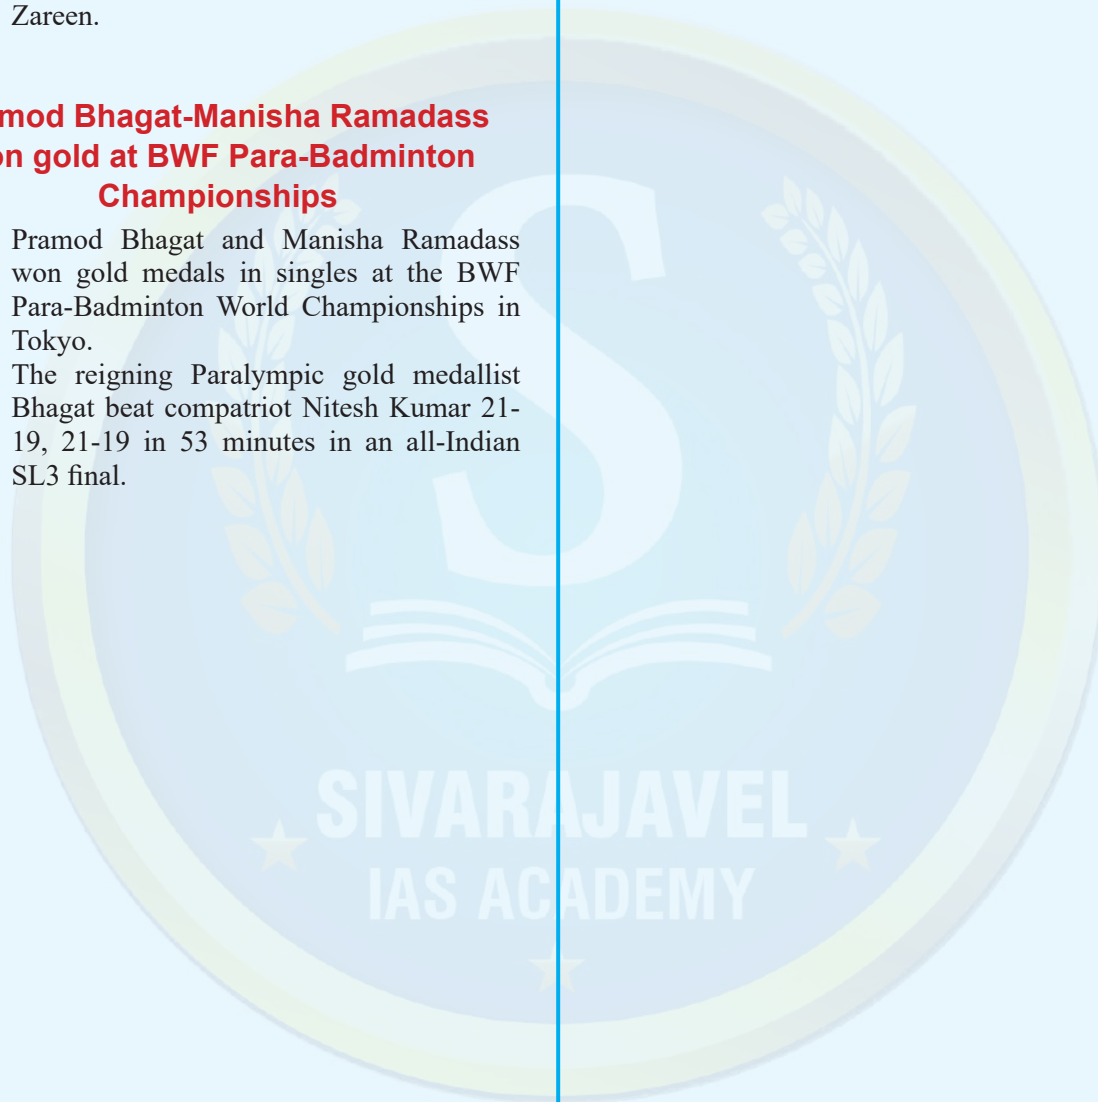 Zareen.
mod Bhagat-Manisha Ramadass
on gold at BWF Para-Badminton
Championships
Pramod Bhagat and Manisha Ramadass
won gold medals in singles at the BWF
Para-Badminton World Championships in
Tokyo.
The reigning Paralympic gold medallist
Bhagat beat compatriot Nitesh Kumar 21-
19, 21-19 in 53 minutes in an all-Indian
SL3 final.
S
SIVARAJAVEL
IAS ACADEMY